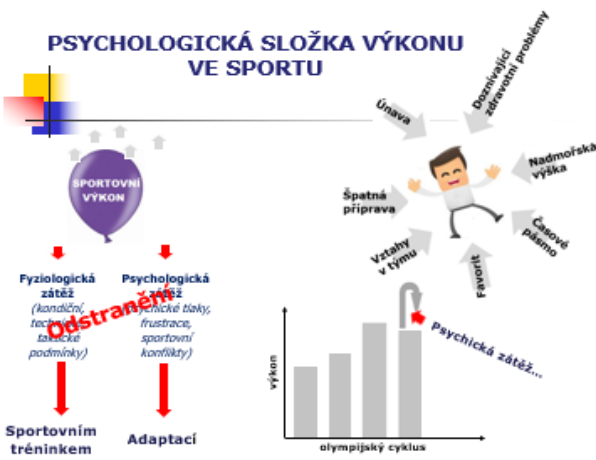 PSYCHOLOGICKÁ SLOŽKA VÝKONU
VE SPORTU
SPORTOVNÍ
VÝKON
Fyziologická
zátěž
(kondiční,
taktické
podmínky)
Psychologická
zátěž
tlaky,
frustrace,
sportovní
konflikty)
Odstranění
Sportovním
tréninkem
Adaptací
Únava
Doznívající
zdravotní problémy
Nadmořská
výška
Časové
pásmo
Favorit
Vztahy
v týmu
Špatná
příprava
Psychická zátěž...
výkon
olympijský cyklus